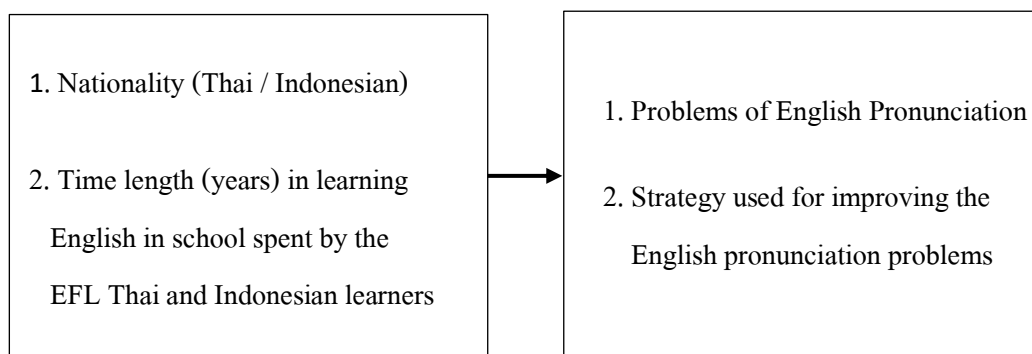 1. Nationality (Thai / Indonesian)
2. Time length (years) in learning
English in school spent by the
EFL Thai and Indonesian learners
1. Problems of English Pronunciation
2. Strategy used for improving the
English pronunciation problems